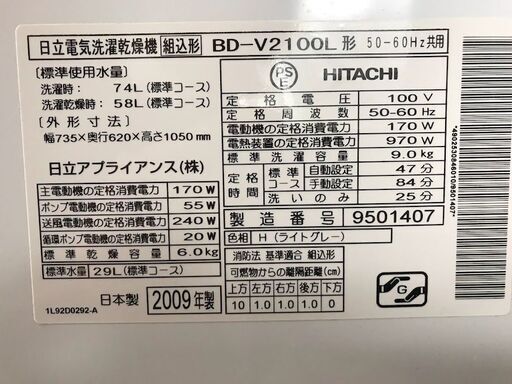 日立電気洗濯乾燥機 組込形 BD-V2100L形 50-60Hz共用
〔標準使用水量〕
洗濯時: 74L(標準コース)
洗濯乾燥時: 58L(標準コース)
〔外形寸法〕
幅735×奥行620×高さ1050mm
日立アプライアンス(株)
主電動機の定格消費電力 170W
ポンプ電動機の定格消費電力 55W
送風電動機の定格消費電力 240W
循環ポンプ電動機の定格消費電力 20W
標準乾燥容量 6.0kg
標準水量 29L(標準コース)
日本製 2009年製
1L92D0292-A
PSE HITACHI
定格電圧 100V
定格周波数 50-60Hz
電動機の定格消費電力 170W
電熱装置の定格消費電力 970W
標準洗濯容量 9.0kg
定格時間 標準コース 自動設定 47分
手動設定 84分
洗いのみ 25分
製造番号 9501407
色相 H(ライトグレー)
消防法 基準適合 組込形
可燃物からの離隔距離(cm)
上方 左方 右方 前方 後方 下方
10 1.0 1.0 0 1.0 0
G